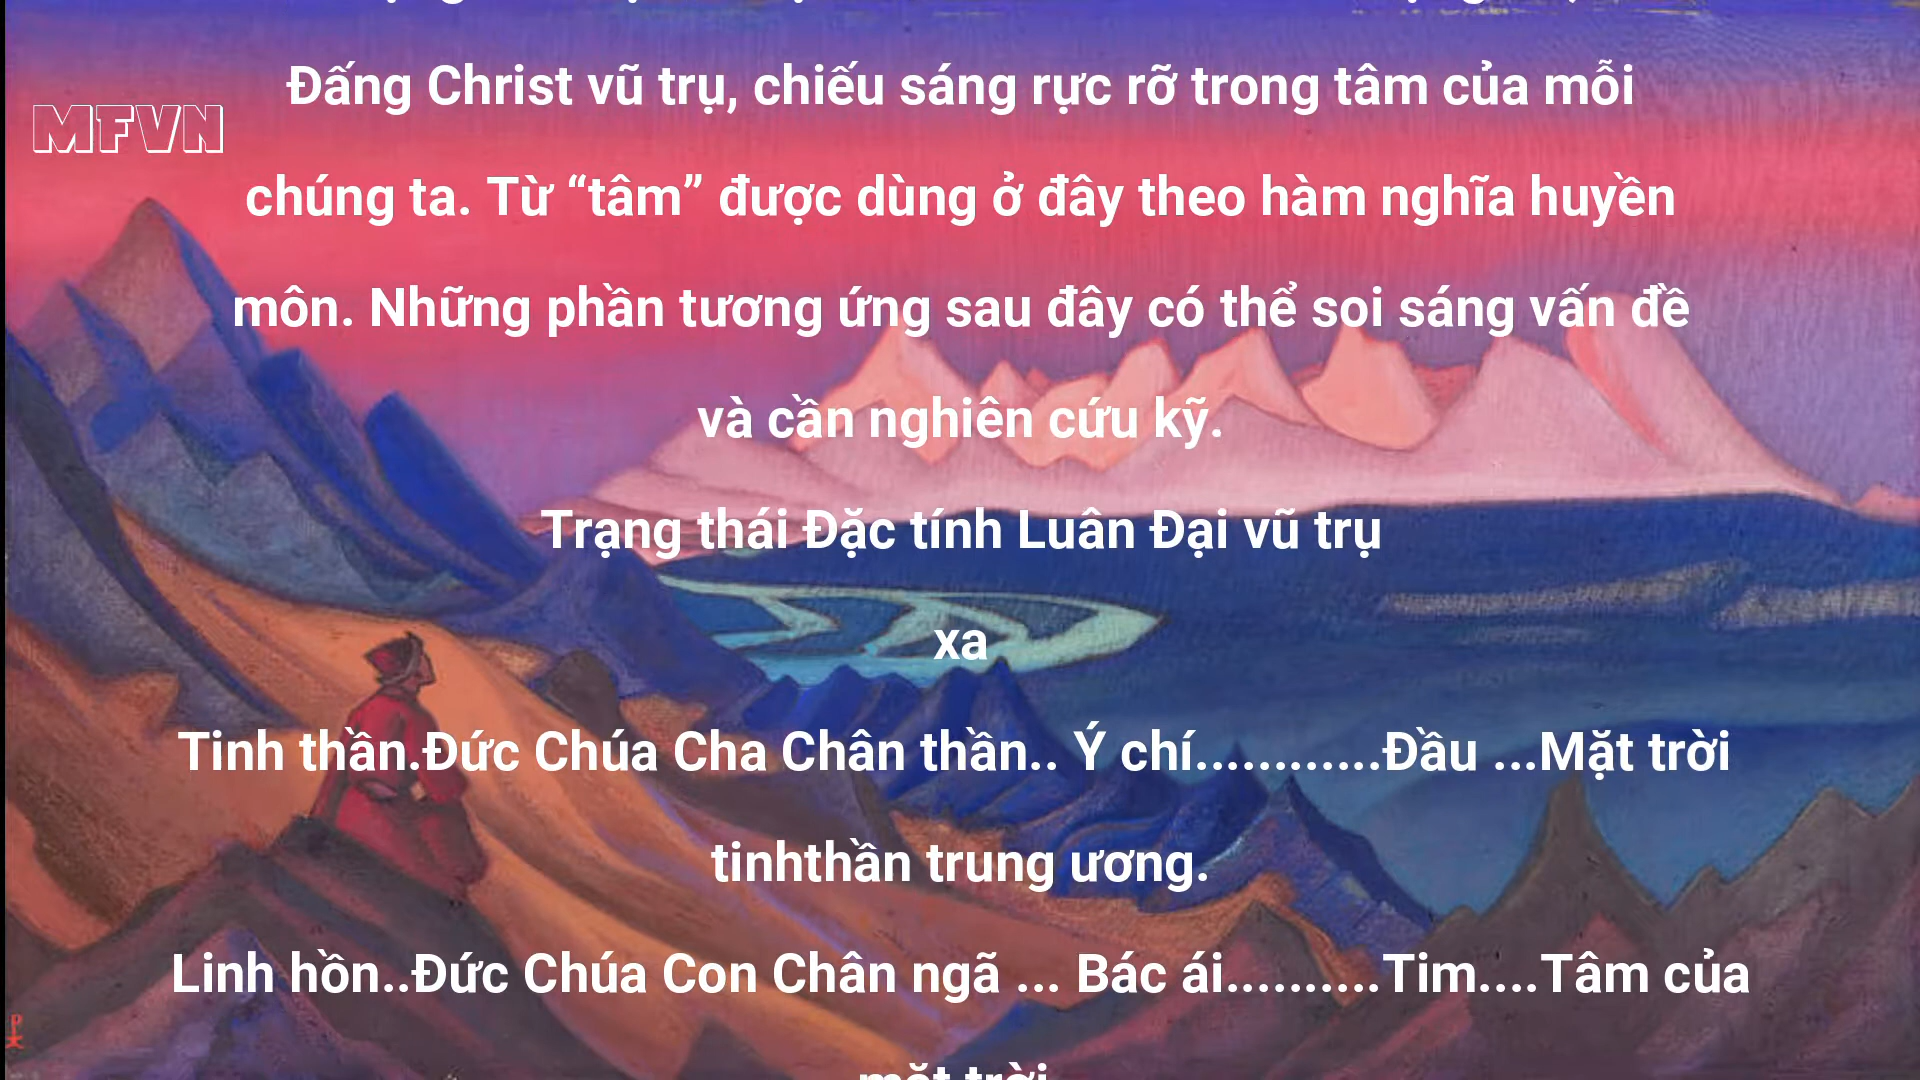 Đấng Christ vũ trụ, chiếu sáng rực rỡ trong tâm của mỗi
MFVN
chúng ta. Từ “tâm” được dùng ở đây theo hàm nghĩa huyền
môn. Những phần tương ứng sau đây có thể soi sáng vấn đề
và cần nghiên cứu kỹ.
Trạng thái Đặc tính Luân Đại vũ trụ
xa
Tinh thần.Đức Chúa Cha Chân thần.. Ý chí............Đầu ...Mặt trời
tinhthần trung ương.
Linh hồn..Đức Chúa Con Chân ngã ... Bác ái..........Tim....Tâm của
mặt trời